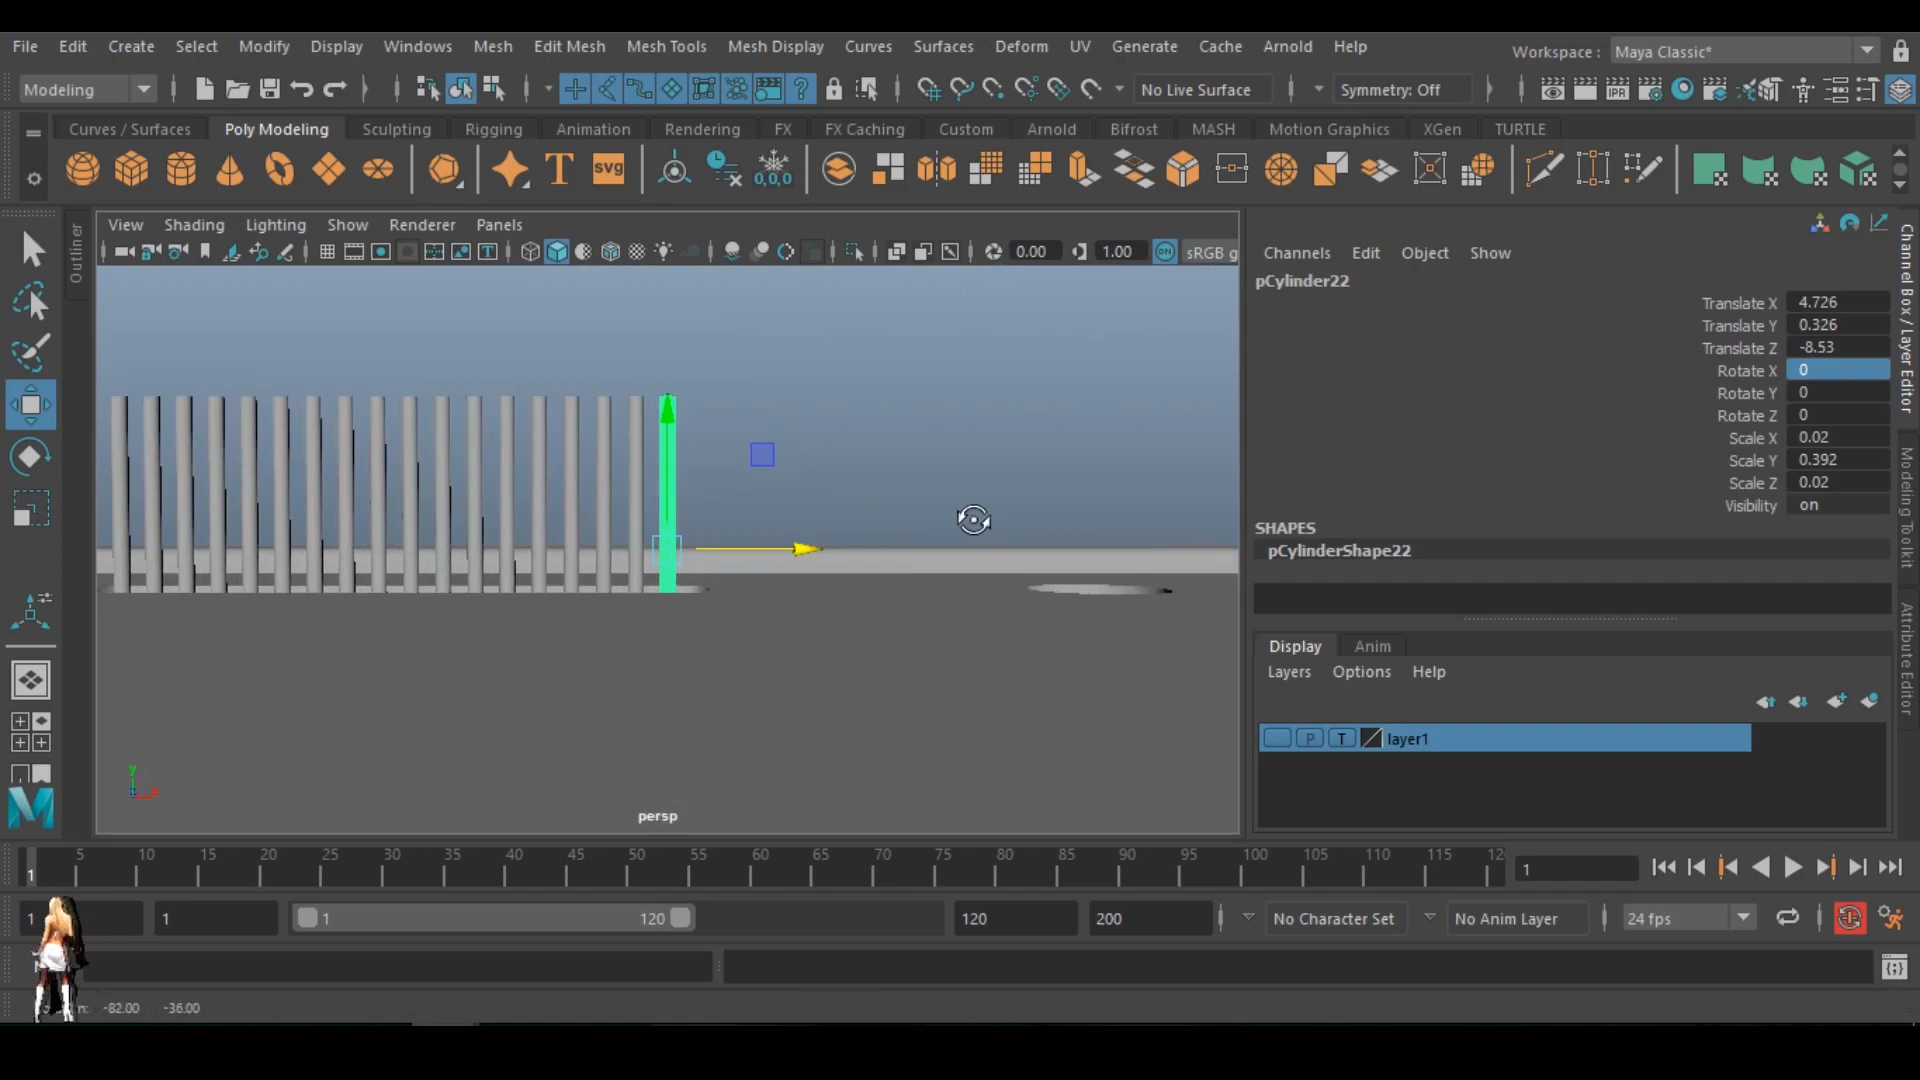 File Edit Create Select Modify Display Windows Mesh Edit Mesh Mesh Tools Mesh Display Curves Surfaces Deform UV Generate Cache Arnold Help
Workspace : Maya Classic*
Modeling
No Live Surface
Symmetry: Off
IPR
Curves / Surfaces Poly Modeling Sculpting Rigging Animation Rendering FX FX Caching Custom Arnold Bifrost MASH Motion Graphics XGen TURTLE
T
svg
0,0,0
View Shading Lighting Show Renderer Panels
Outliner
0.00 1.00 ON sRGB g
Channels Edit Object Show
pCylinder22
Translate X 4.726
Translate Y 0.326
Translate Z -8.53
Rotate X 0
Rotate Y 0
Rotate Z 0
Scale X 0.02
Scale Y 0.392
Scale Z 0.02
Visibility on
SHAPES
pCylinderShape22
Channel Box / Layer Editor
Modeling Toolkit
Attribute Editor
Display Anim
Layers Options Help
P T layer1
y
x
persp
5 10 15 20 25 30 35 40 45 50 55 60 65 70 75 80 85 90 95 100 105 110 115 12
1
1
1 1 1 120 120 200 No Character Set No Anim Layer 24 fps
-82.00 -36.00